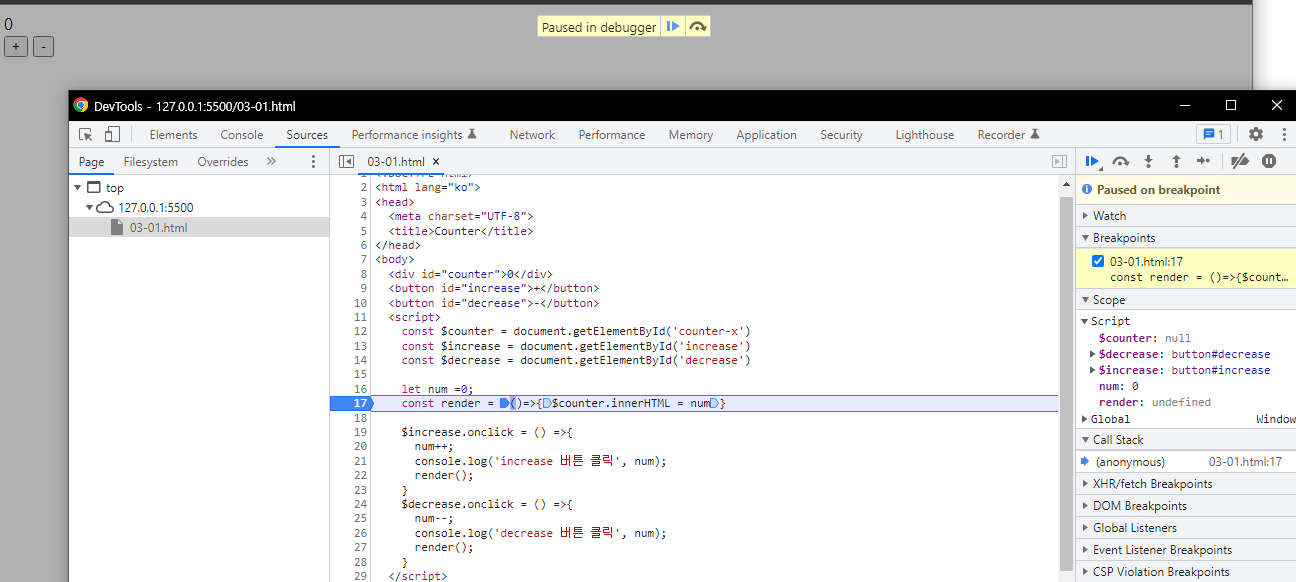 0
Paused in debugger
+ -
DevTools - 127.0.0.1:5500/03-01.html
Elements Console Sources Performance insights Network Performance Memory Application Security Lighthouse Recorder 1
Page Filesystem Overrides » 03-01.html ×
top
127.0.0.1:5500
03-01.html
1 <!DOCTYPE html>
2 <html lang="ko">
3 <head>
4 <meta charset="UTF-8">
5 <title>Counter</title>
6 </head>
7 <body>
8 <div id="counter">0</div>
9 <button id="increase">+</button>
10 <button id="decrease">-</button>
11 <script>
12 const $counter = document.getElementById('counter-x')
13 const $increase = document.getElementById('increase')
14 const $decrease = document.getElementById('decrease')
15
16 let num =0;
17 const render = ()=>{$counter.innerHTML = num}
18
19 $increase.onclick = () =>{
20 num++;
21 console.log('increase 버튼 클릭', num);
22 render();
23 }
24 $decrease.onclick = () =>{
25 num--;
26 console.log('decrease 버튼 클릭', num);
27 render();
28 }
29 </script>
Paused on breakpoint
Watch
Breakpoints
03-01.html:17
const render = ()=>{$count…
Scope
Script
$counter: null
$decrease: button#decrease
$increase: button#increase
num: 0
render: undefined
Global Window
Call Stack
(anonymous) 03-01.html:17
XHR/fetch Breakpoints
DOM Breakpoints
Global Listeners
Event Listener Breakpoints
CSP Violation Breakpoints